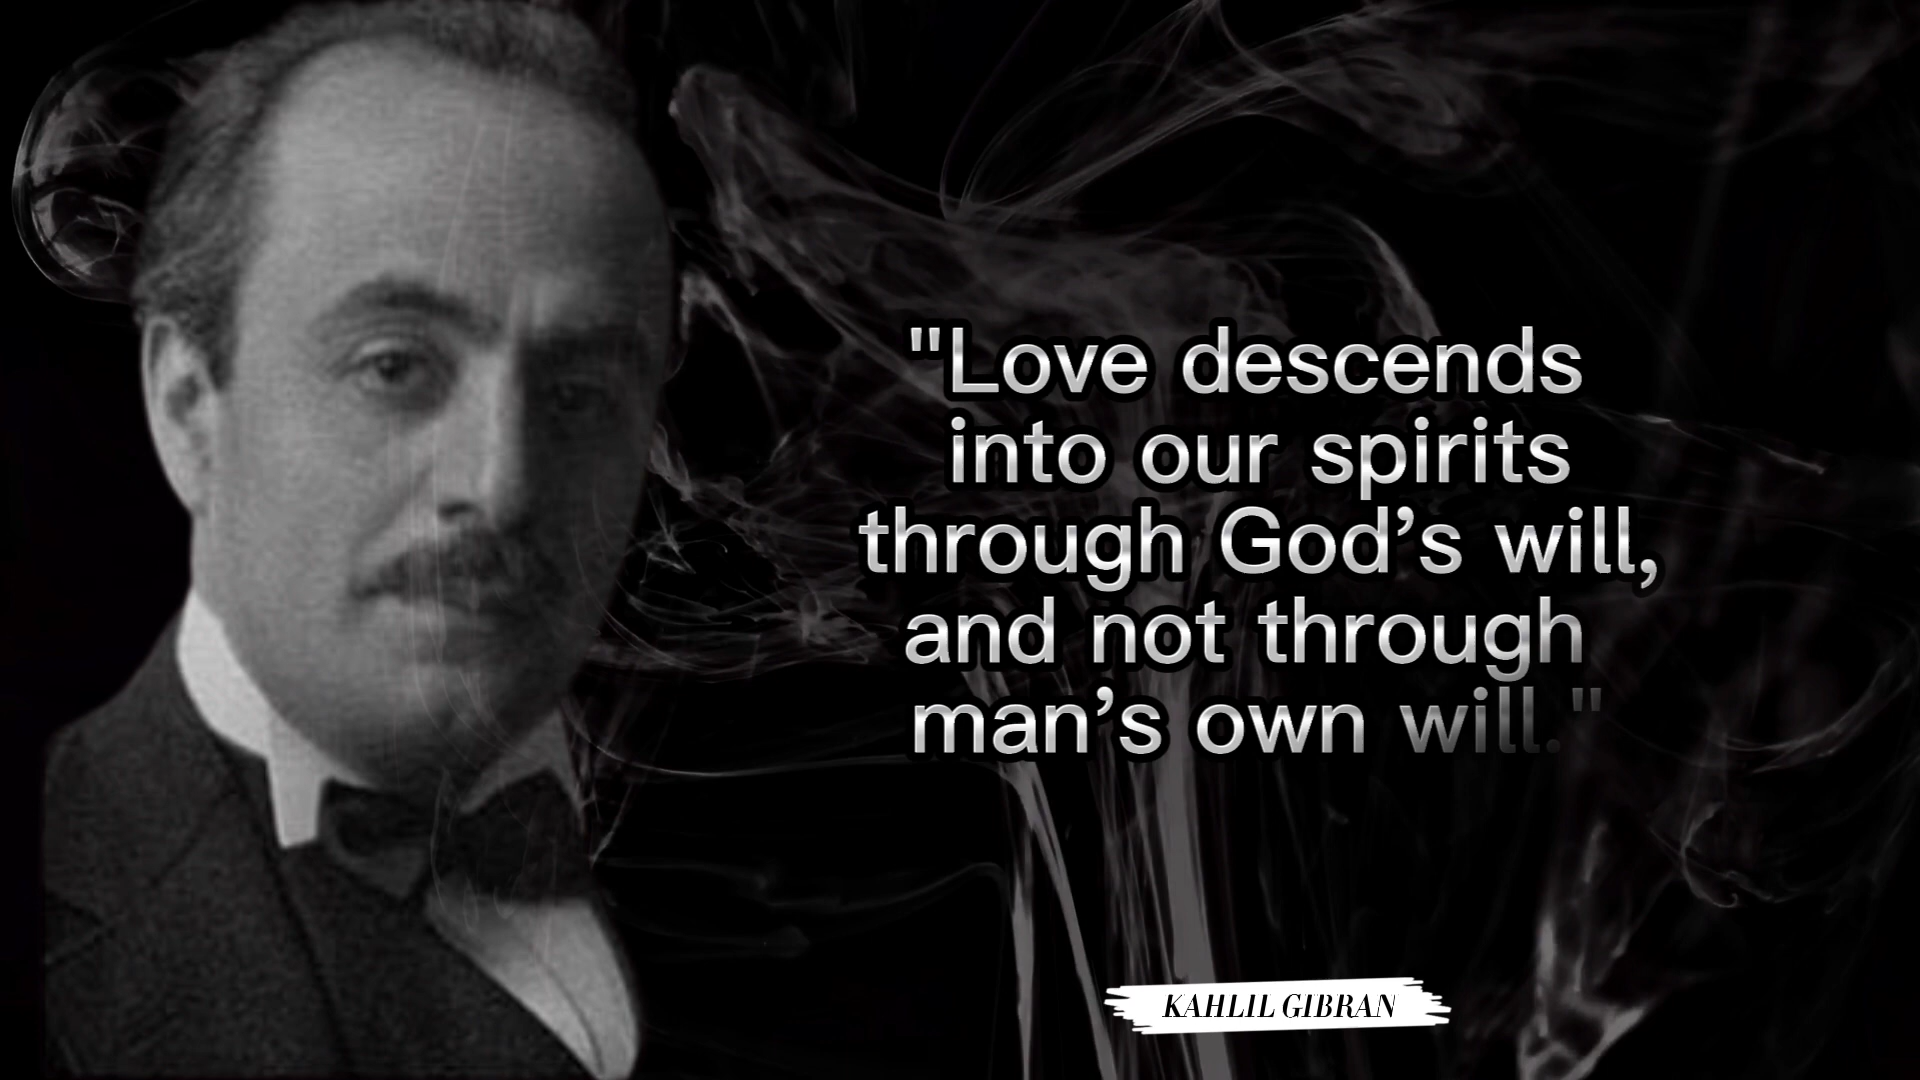 "Love descends
into our spirits
through God’s will,
and not through
man’s own will."
KAHLIL GIBRAN